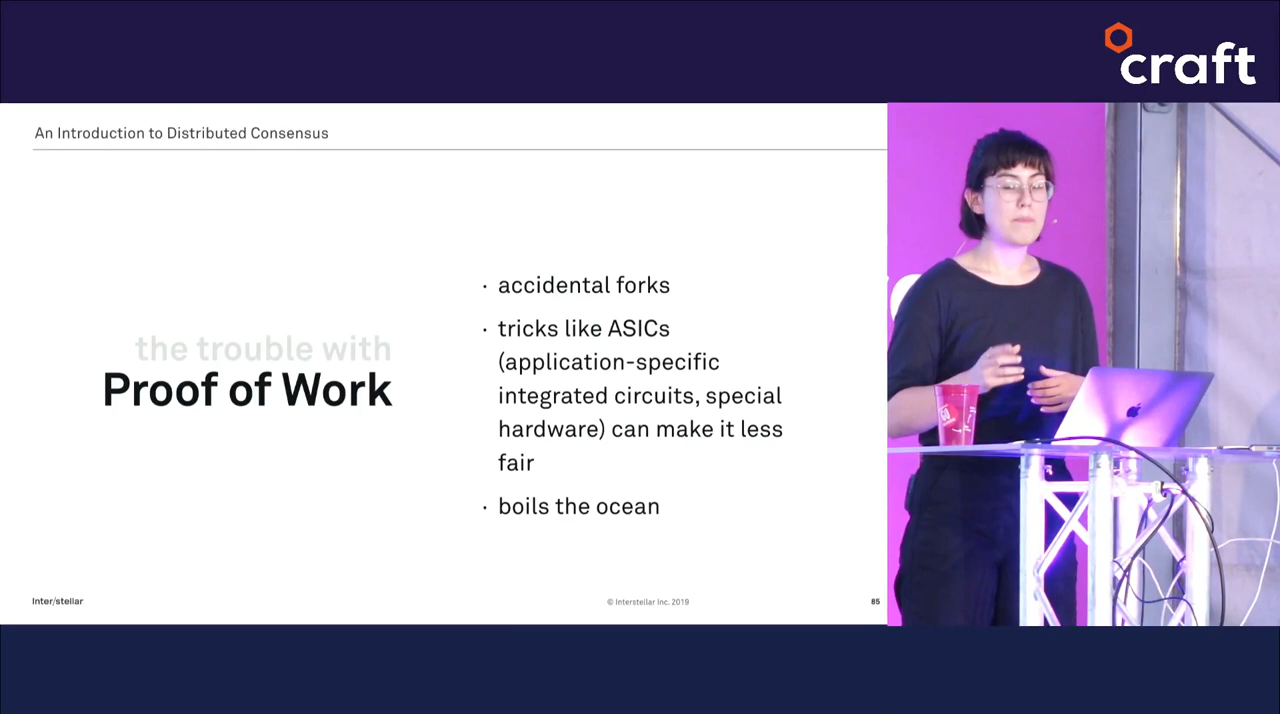 craft
An Introduction to Distributed Consensus
the trouble with
Proof of Work
· accidental forks
· tricks like ASICs
(application-specific
integrated circuits, special
hardware) can make it less
fair
· boils the ocean
Inter/stellar
© Interstellar Inc. 2019
85